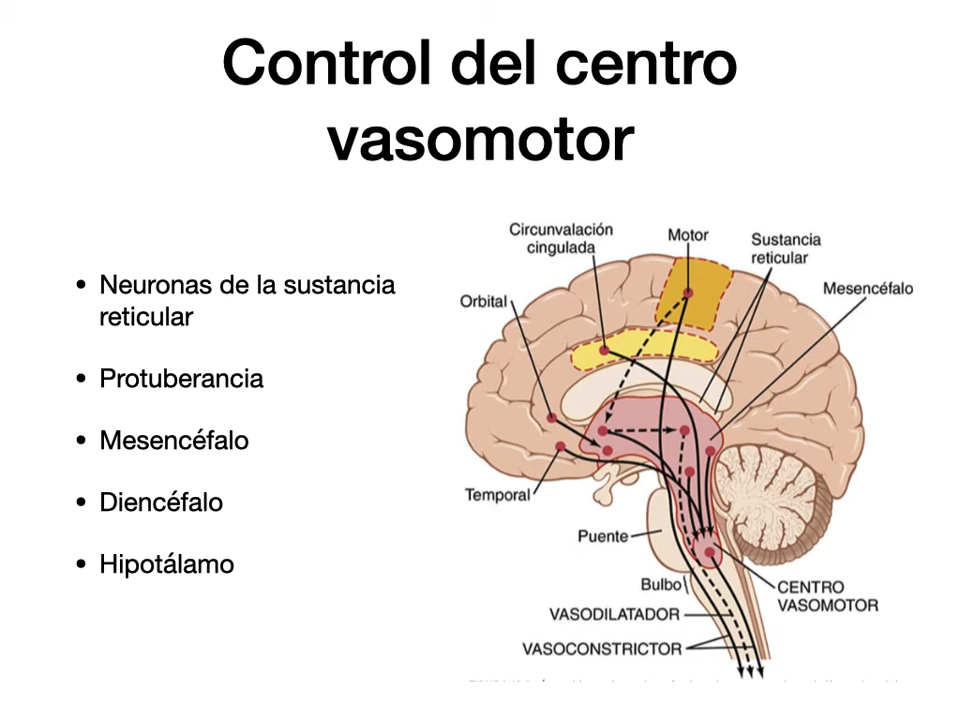 Control del centro
vasomotor
• Neuronas de la sustancia
reticular
• Protuberancia
• Mesencéfalo
• Diencéfalo
• Hipotálamo
Circunvalación
cingulada
Motor
Sustancia
reticular
Mesencéfalo
Orbital
Temporal
Puente
Bulbo
CENTRO
VASOMOTOR
VASODILATADOR
VASOCONSTRICTOR